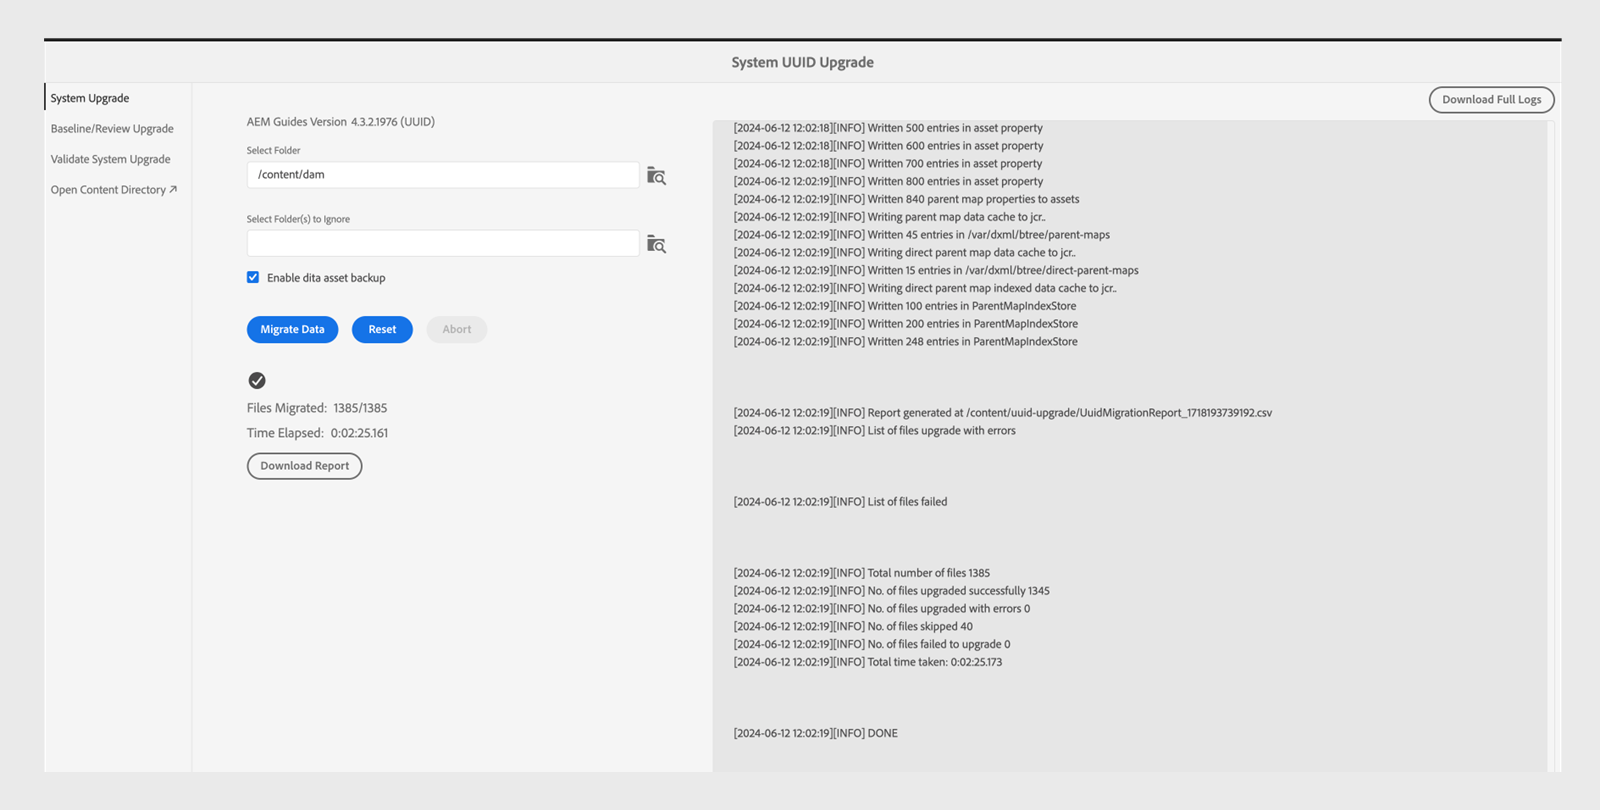 System UUID Upgrade
System Upgrade
Baseline/Review Upgrade
Validate System Upgrade
Open Content Directory
AEM Guides Version 4.3.2.1976 (UUID)
Select Folder
/content/dam
Select Folder(s) to Ignore
Enable dita asset backup
Migrate Data
Reset
Abort
Files Migrated: 1385/1385
Time Elapsed: 0:02:25.161
Download Report
Download Full Logs
[2024-06-12 12:02:18][INFO] Written 500 entries in asset property
[2024-06-12 12:02:18][INFO] Written 600 entries in asset property
[2024-06-12 12:02:18][INFO] Written 700 entries in asset property
[2024-06-12 12:02:19][INFO] Written 800 entries in asset property
[2024-06-12 12:02:19][INFO] Written 840 parent map properties to assets
[2024-06-12 12:02:19][INFO] Writing parent map data cache to jcr..
[2024-06-12 12:02:19][INFO] Written 45 entries in /var/dxml/btree/parent-maps
[2024-06-12 12:02:19][INFO] Writing direct parent map data cache to jcr..
[2024-06-12 12:02:19][INFO] Written 15 entries in /var/dxml/btree/direct-parent-maps
[2024-06-12 12:02:19][INFO] Writing direct parent map indexed data cache to jcr..
[2024-06-12 12:02:19][INFO] Written 100 entries in ParentMapIndexStore
[2024-06-12 12:02:19][INFO] Written 200 entries in ParentMapIndexStore
[2024-06-12 12:02:19][INFO] Written 248 entries in ParentMapIndexStore
[2024-06-12 12:02:19][INFO] Report generated at /content/uuid-upgrade/UuidMigrationReport_1718193739192.csv
[2024-06-12 12:02:19][INFO] List of files upgrade with errors
[2024-06-12 12:02:19][INFO] List of files failed
[2024-06-12 12:02:19][INFO] Total number of files 1385
[2024-06-12 12:02:19][INFO] No. of files upgraded successfully 1345
[2024-06-12 12:02:19][INFO] No. of files upgraded with errors 0
[2024-06-12 12:02:19][INFO] No. of files skipped 40
[2024-06-12 12:02:19][INFO] No. of files failed to upgrade 0
[2024-06-12 12:02:19][INFO] Total time taken: 0:02:25.173
[2024-06-12 12:02:19][INFO] DONE